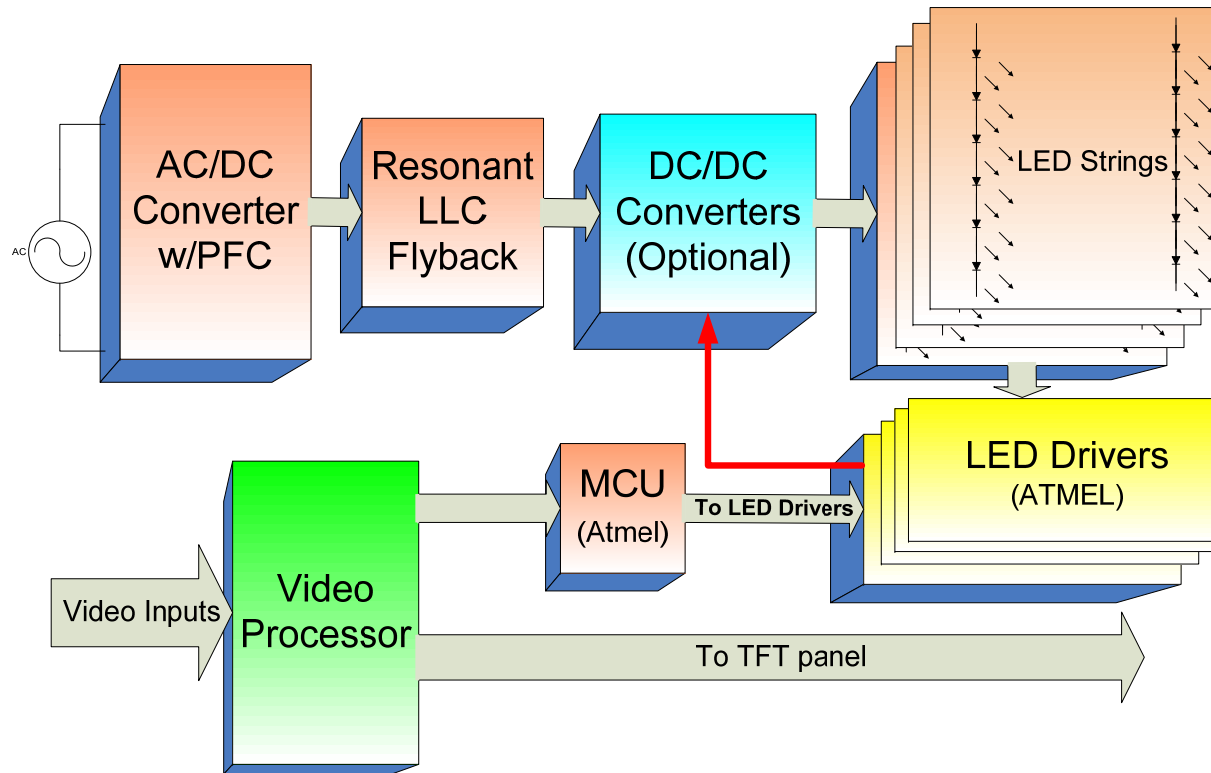 AC
AC/DC
Converter
w/PFC
Resonant
LLC
Flyback
DC/DC
Converters
(Optional)
LED Strings
LED Drivers
(ATMEL)
MCU
(Atmel)
To LED Drivers
Video Inputs
Video
Processor
To TFT panel